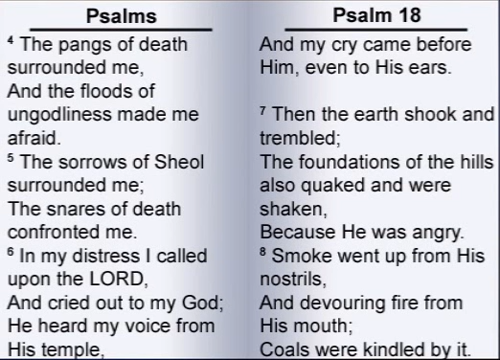 Psalms
⁴ The pangs of death
surrounded me,
And the floods of
ungodliness made me
afraid.
⁵ The sorrows of Sheol
surrounded me;
The snares of death
confronted me.
⁶ In my distress I called
upon the LORD,
And cried out to my God;
He heard my voice from
His temple,
Psalm 18
And my cry came before
Him, even to His ears.
⁷ Then the earth shook and
trembled;
The foundations of the hills
also quaked and were
shaken,
Because He was angry.
⁸ Smoke went up from His
nostrils,
And devouring fire from
His mouth;
Coals were kindled by it.